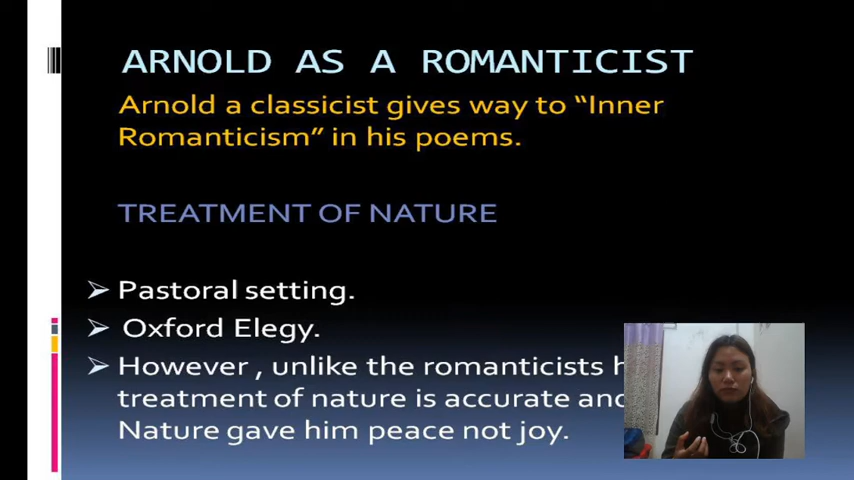 ARNOLD AS A ROMANTICIST
Arnold a classicist gives way to “Inner
Romanticism” in his poems.
TREATMENT OF NATURE
Pastoral setting.
Oxford Elegy.
However , unlike the romanticists
treatment of nature is accurate and
Nature gave him peace not joy.